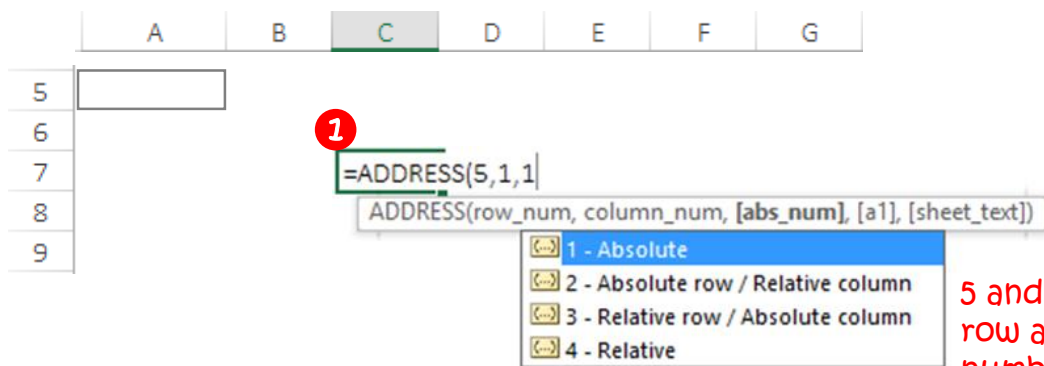 A B C D E F G
5
6
1
7 =ADDRESS(5,1,1
8 ADDRESS(row_num, column_num, [abs_num], [a1], [sheet_text])
9
1 - Absolute
2 - Absolute row / Relative column
3 - Relative row / Absolute column
4 - Relative
5 and
row a